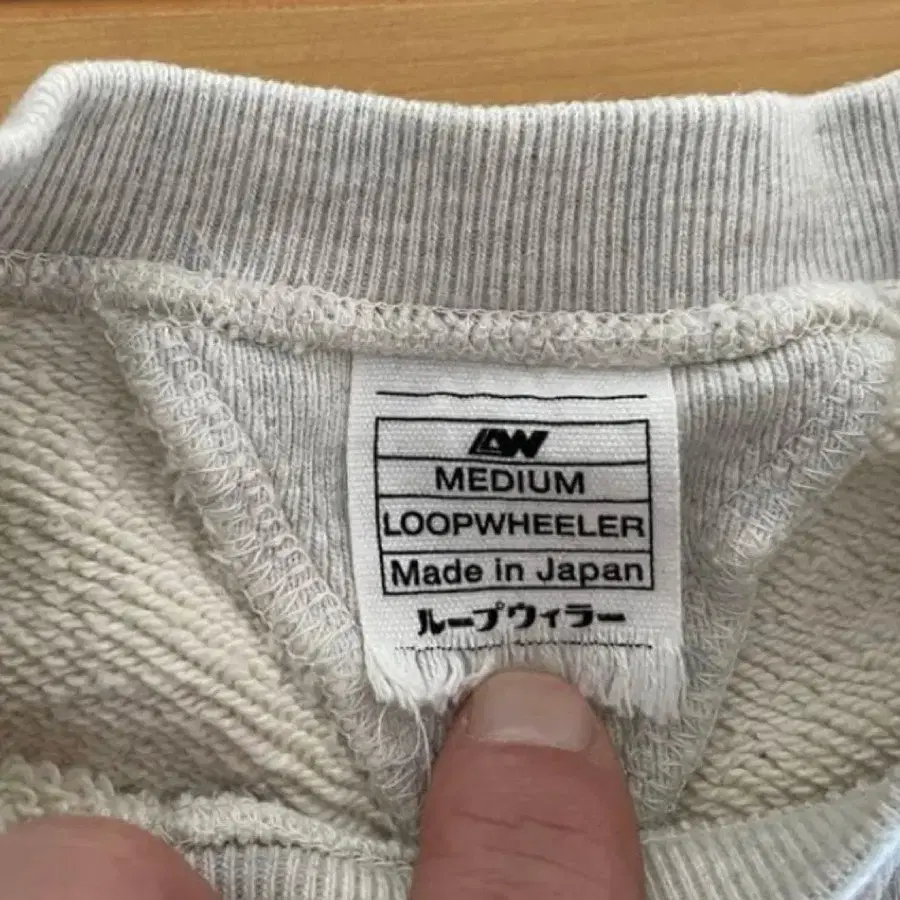 LW
MEDIUM
LOOPWHEELER
Made in Japan
ループウィラー